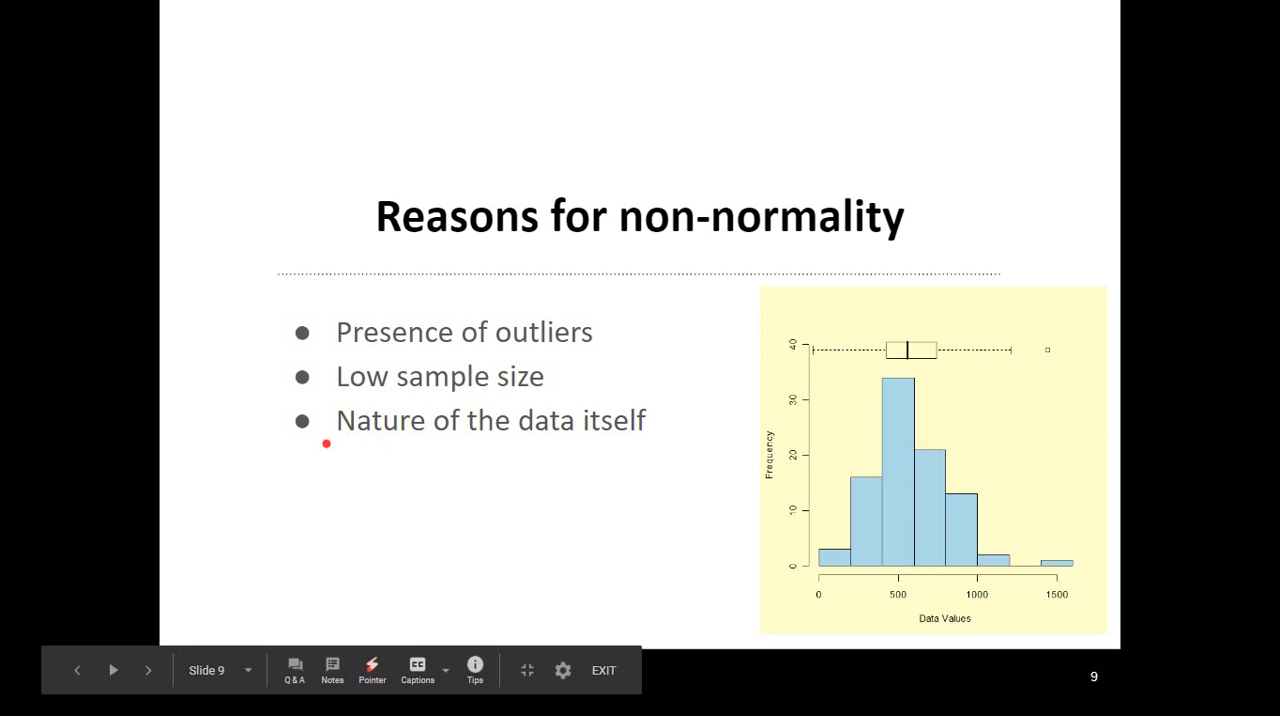 Reasons for non-normality
● Presence of outliers
● Low sample size
● Nature of the data itself
40
30
20
10
0
Frequency
0 500 1000 1500
Data Values
Slide 9
Q & A Notes Pointer Captions Tips
CC
EXIT
9